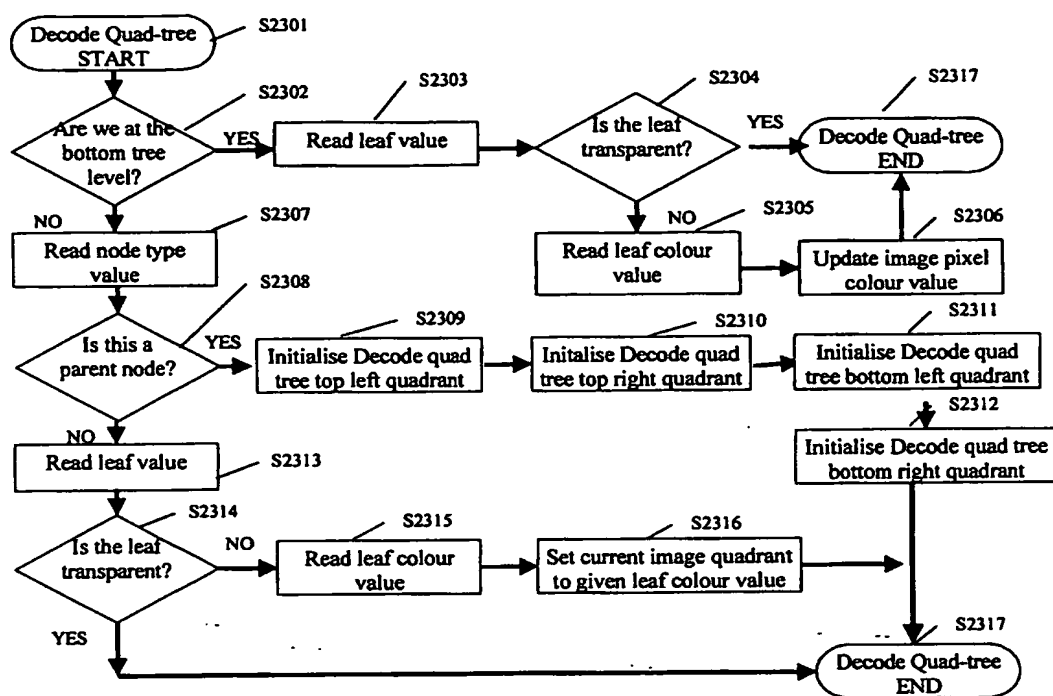 Decode Quad-tree
START
S2301
S2302
Are we at the
bottom tree
level?
YES
S2303
Read leaf value
S2304
Is the leaf
transparent?
YES
S2317
Decode Quad-tree
END
NO
S2307
Read node type
value
NO
S2305
Read leaf colour
value
S2306
Update image pixel
colour value
S2308
Is this a
parent node?
YES
S2309
Initialise Decode quad
tree top left quadrant
S2310
Initalise Decode quad
tree top right quadrant
S2311
Initialise Decode quad
tree bottom left quadrant
S2312
Initialise Decode quad tree
bottom right quadrant
NO
Read leaf value
S2313
S2314
Is the leaf
transparent?
NO
S2315
Read leaf colour
value
S2316
Set current image quadrant
to given leaf colour value
YES
S2317
Decode Quad-tree
END